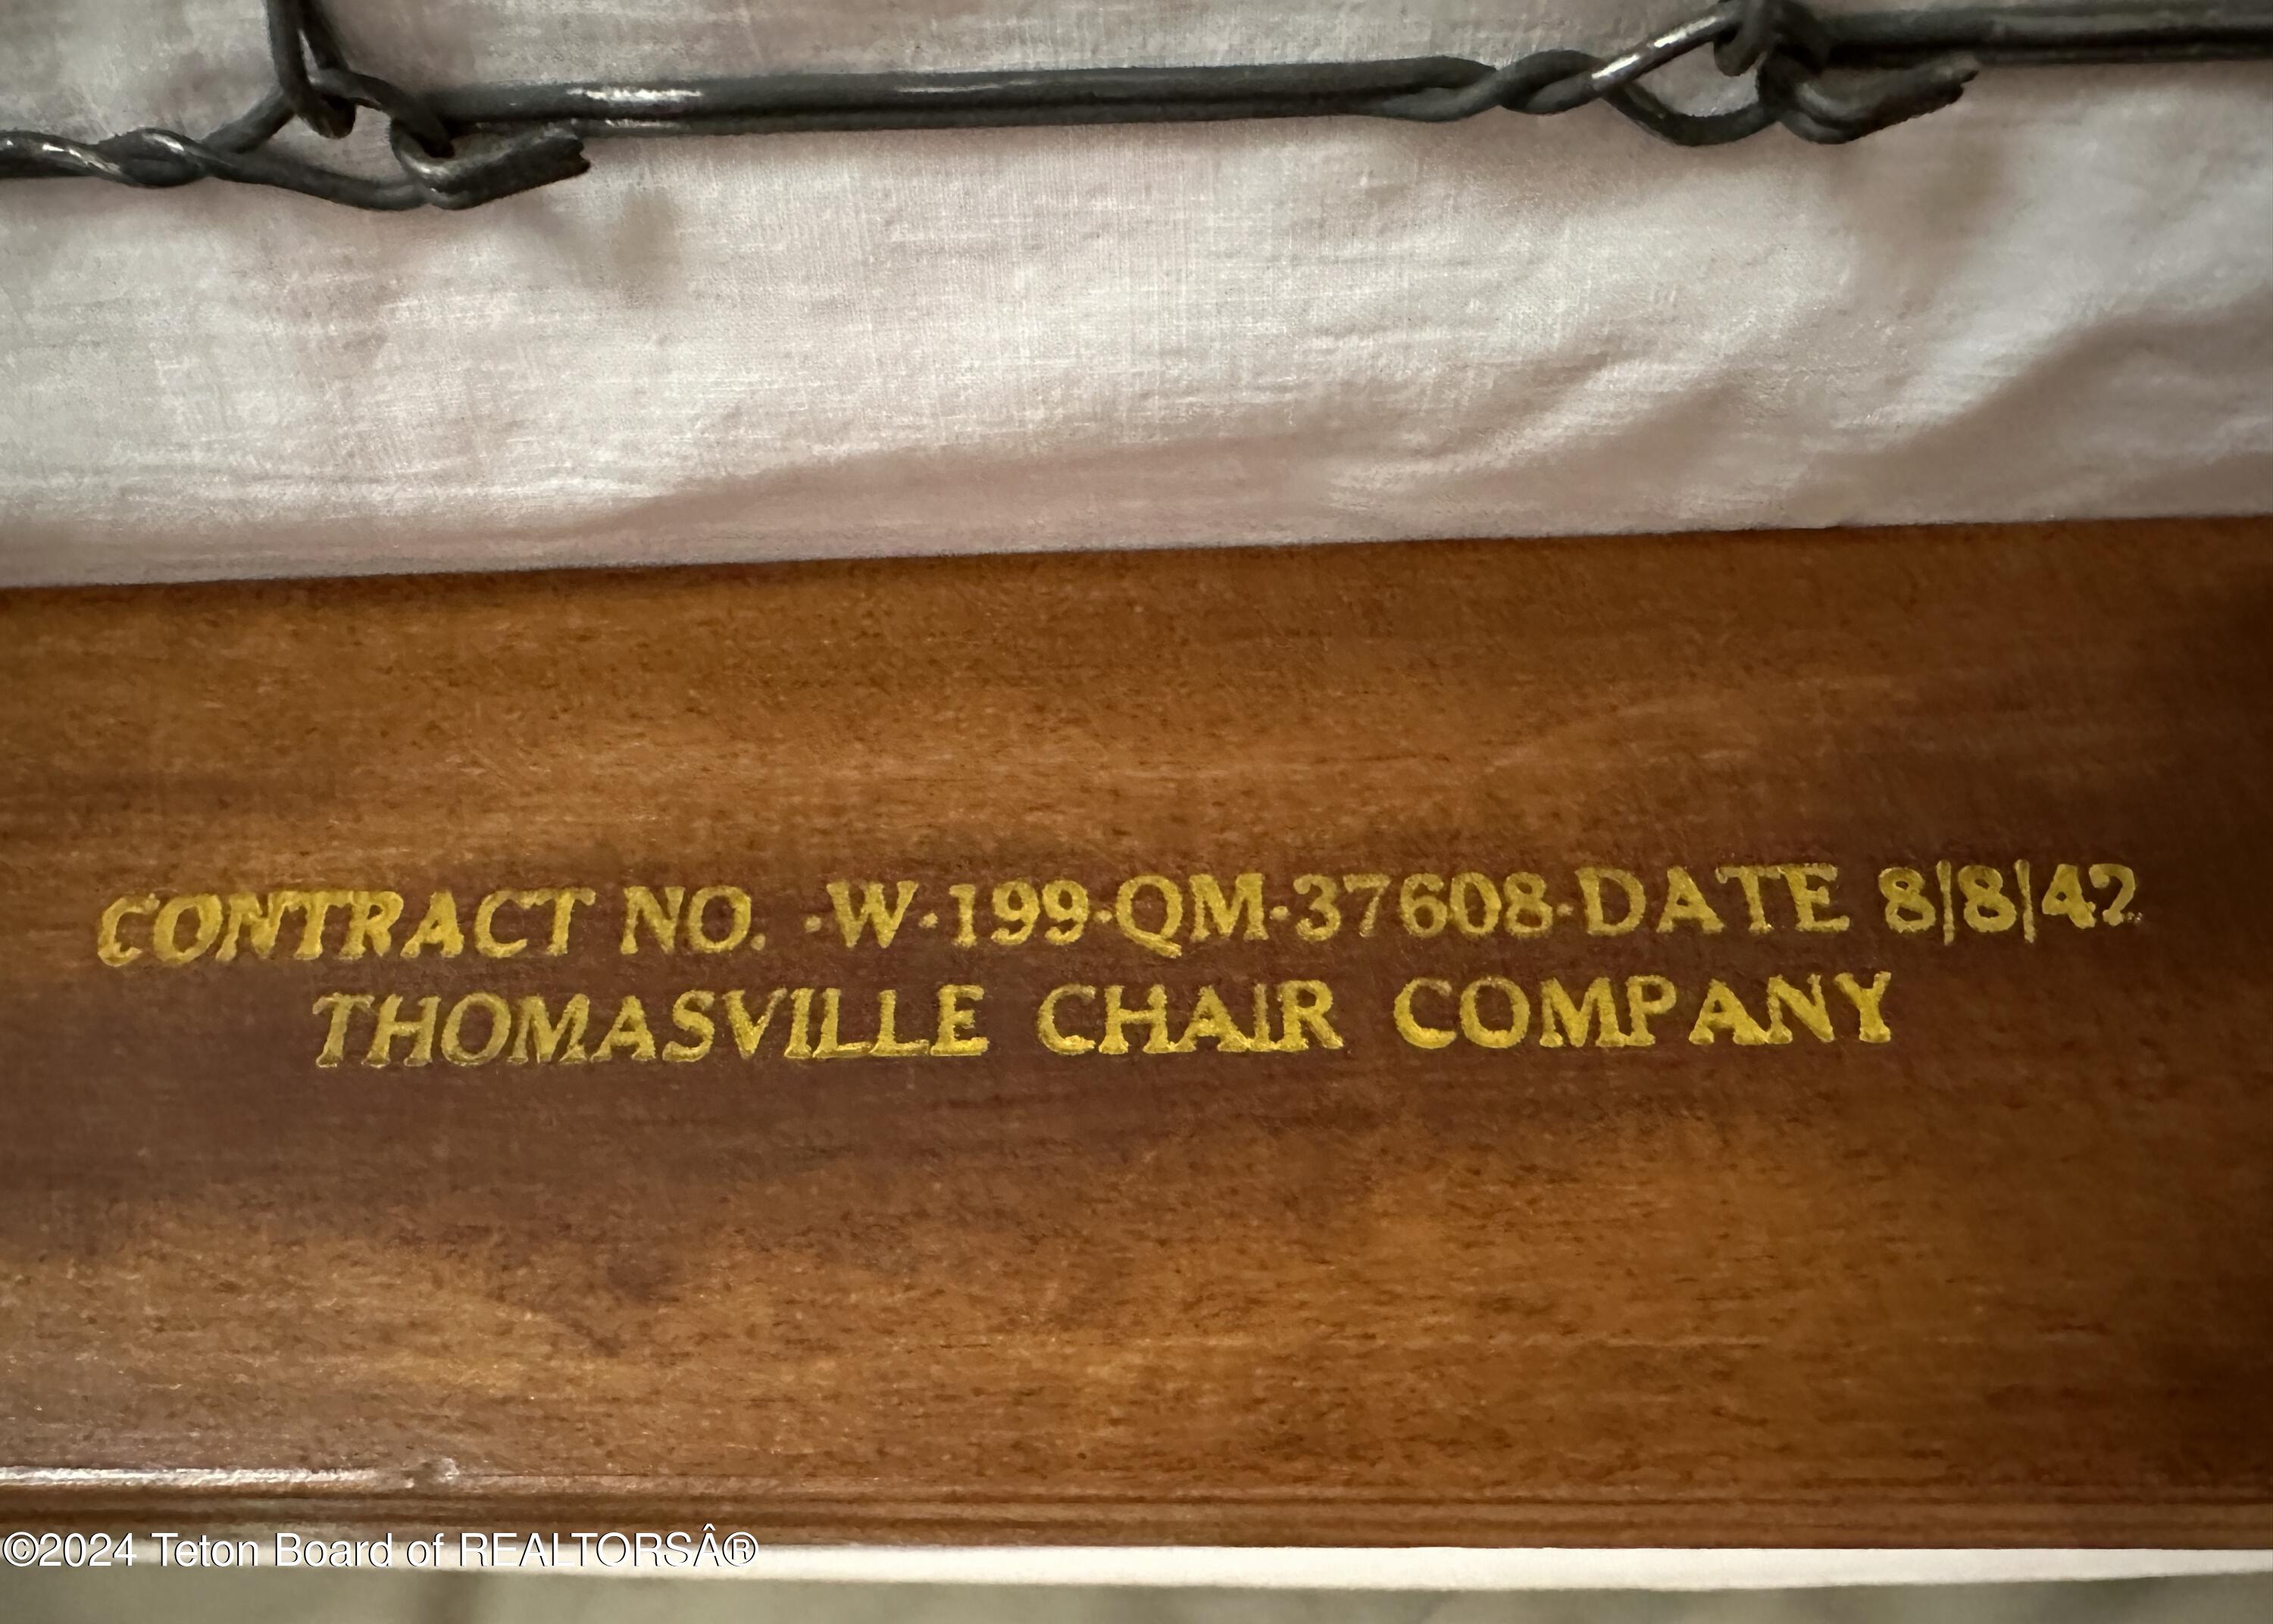 CONTRACT NO. ·W·199·QM·37608·DATE 8|8|42
THOMASVILLE CHAIR COMPANY
©2024 Teton Board of REALTORSÂ®